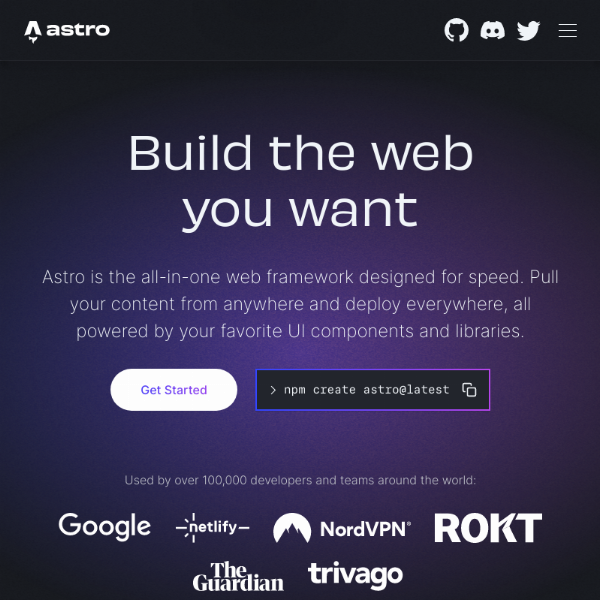 astro
Build the web
you want
Astro is the all-in-one web framework designed for speed. Pull
your content from anywhere and deploy everywhere, all
powered by your favorite UI components and libraries.
Get Started
> npm create astro@latest
Used by over 100,000 developers and teams around the world:
Google
netlify
NordVPN®
ROKT
The
Guardian
trivago